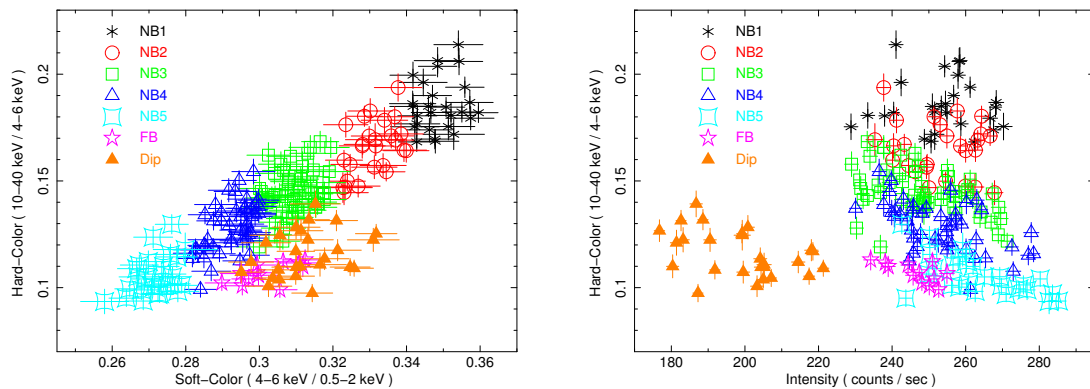 NB1
NB2
NB3
NB4
NB5
FB
Dip
0.2
0.15
0.1
Hard−Color ( 10−40 keV / 4−6 keV )
0.26
0.28
0.3
0.32
0.34
0.36
Soft−Color ( 4−6 keV / 0.5−2 keV )
NB1
NB2
NB3
NB4
NB5
FB
Dip
0.2
0.15
0.1
Hard−Color ( 10−40 keV / 4−6 keV )
180
200
220
240
260
280
Intensity ( counts / sec )